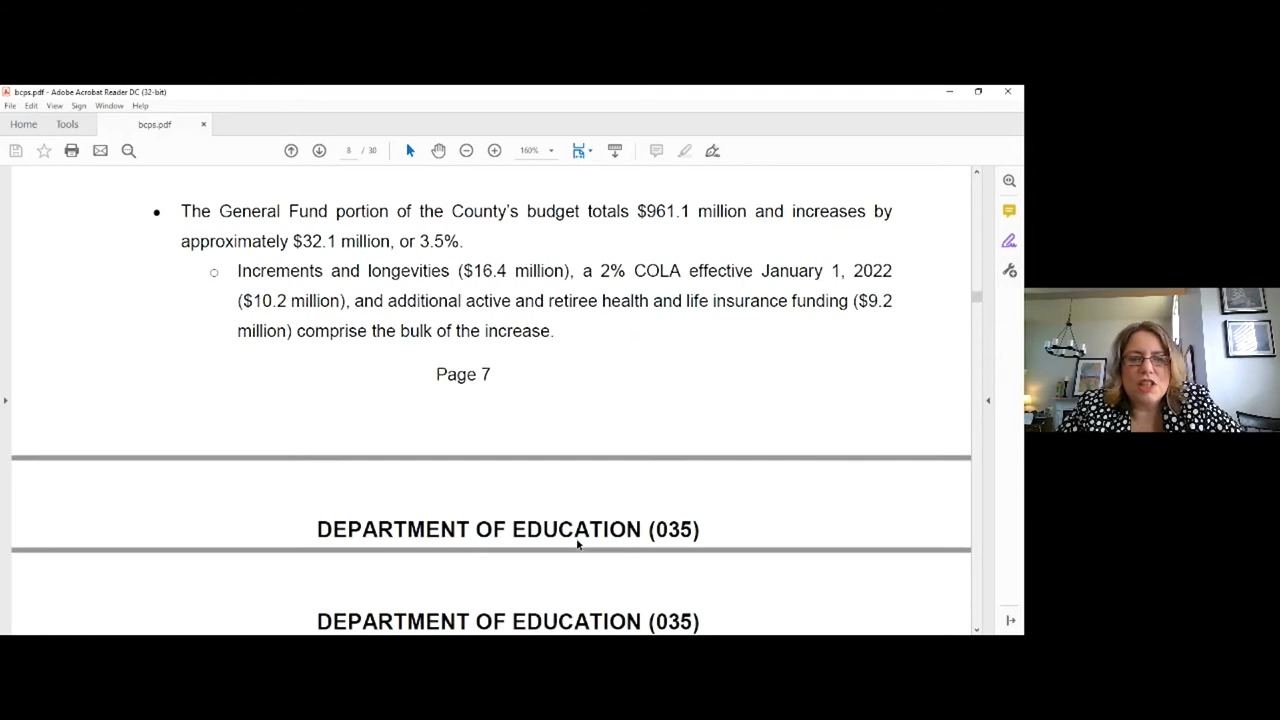 bcps.pdf - Adobe Acrobat Reader DC (32-bit)
File Edit View Sign Window Help
Home Tools bcps.pdf
8 / 30 160%
• The General Fund portion of the County's budget totals $961.1 million and increases by
approximately $32.1 million, or 3.5%.
○ Increments and longevities ($16.4 million), a 2% COLA effective January 1, 2022
($10.2 million), and additional active and retiree health and life insurance funding ($9.2
million) comprise the bulk of the increase.
Page 7
DEPARTMENT OF EDUCATION (035)
DEPARTMENT OF EDUCATION (035)